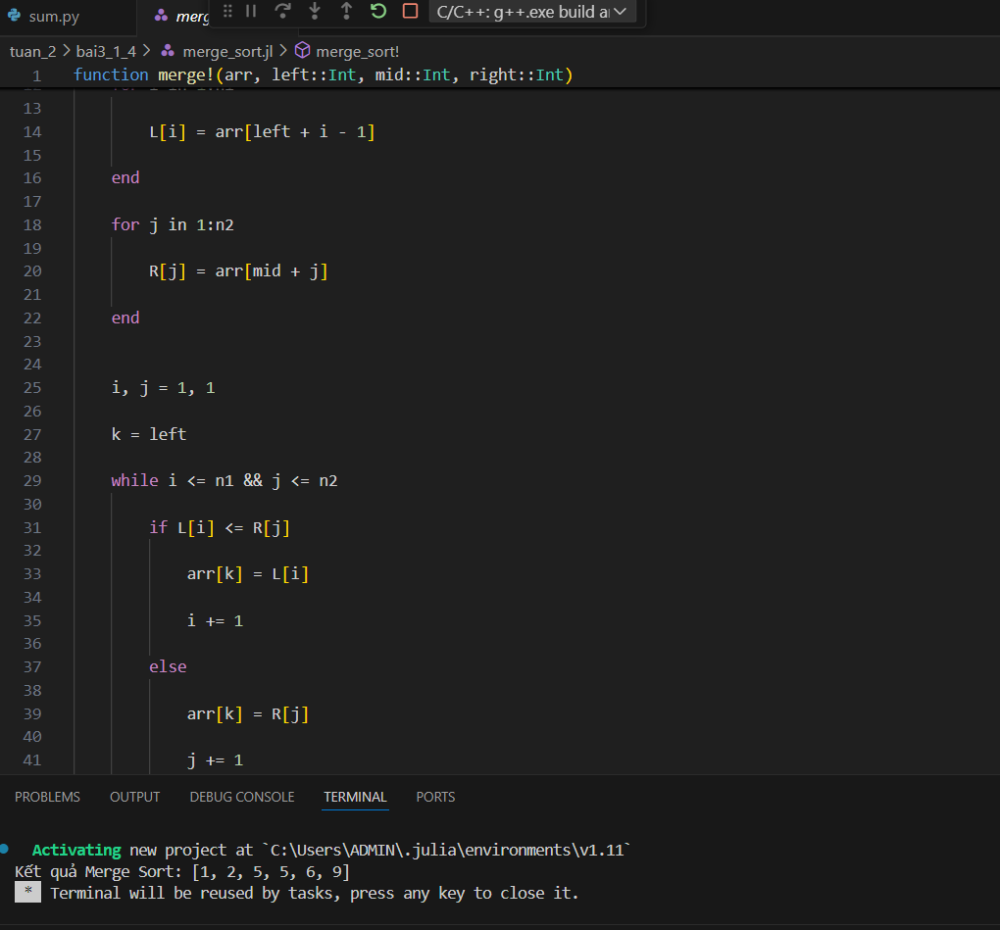 sum.py
merg
C/C++: g++.exe build a
tuan_2 > bai3_1_4 > merge_sort.jl > merge_sort!
1 function merge!(arr, left::Int, mid::Int, right::Int)
13
14 L[i] = arr[left + i - 1]
15
16 end
17
18 for j in 1:n2
19
20 R[j] = arr[mid + j]
21
22 end
23
24
25 i, j = 1, 1
26
27 k = left
28
29 while i <= n1 && j <= n2
30
31 if L[i] <= R[j]
32
33 arr[k] = L[i]
34
35 i += 1
36
37 else
38
39 arr[k] = R[j]
40
41 j += 1
PROBLEMS OUTPUT DEBUG CONSOLE TERMINAL PORTS
Activating new project at `C:\Users\ADMIN\.julia\environments\v1.11`
Kết quả Merge Sort: [1, 2, 5, 5, 6, 9]
* Terminal will be reused by tasks, press any key to close it.